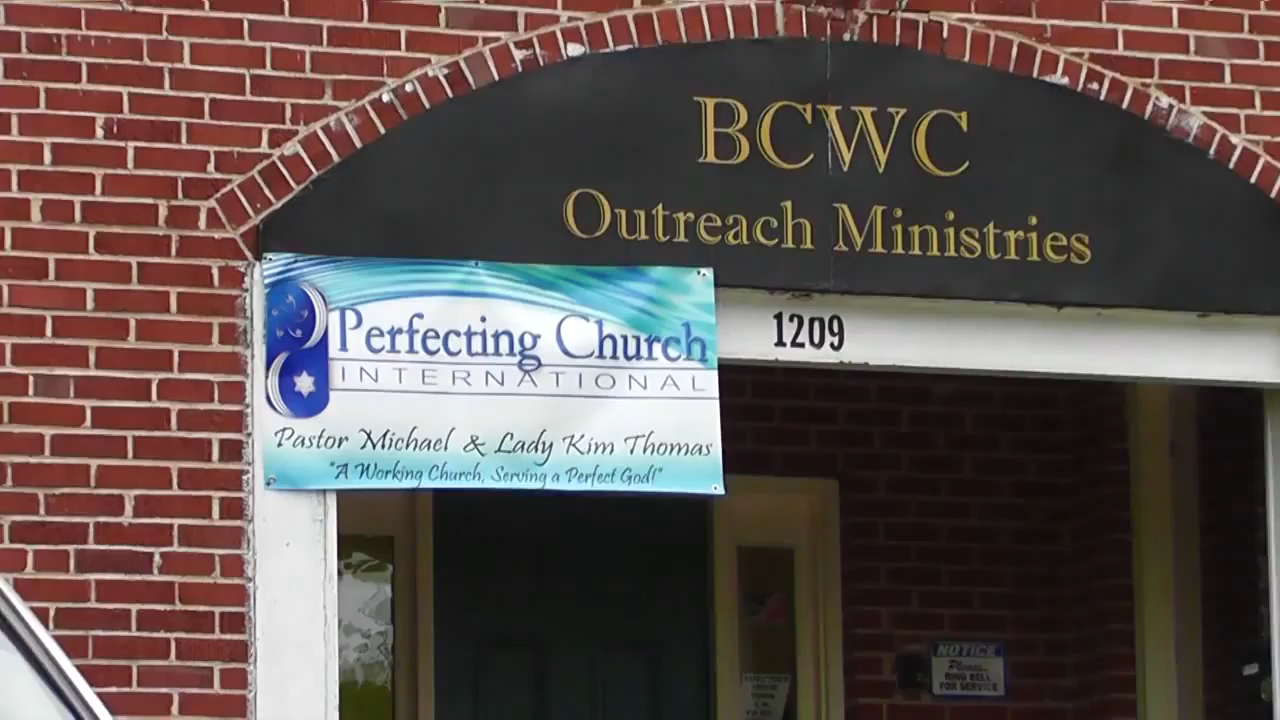 BCWC
Outreach Ministries
1209
Perfecting Church
INTERNATIONAL
Pastor Michael & Lady Kim Thomas
"A Working Church, Serving a Perfect God!"
NOTICE
Please
RING BELL
FOR SERVICE